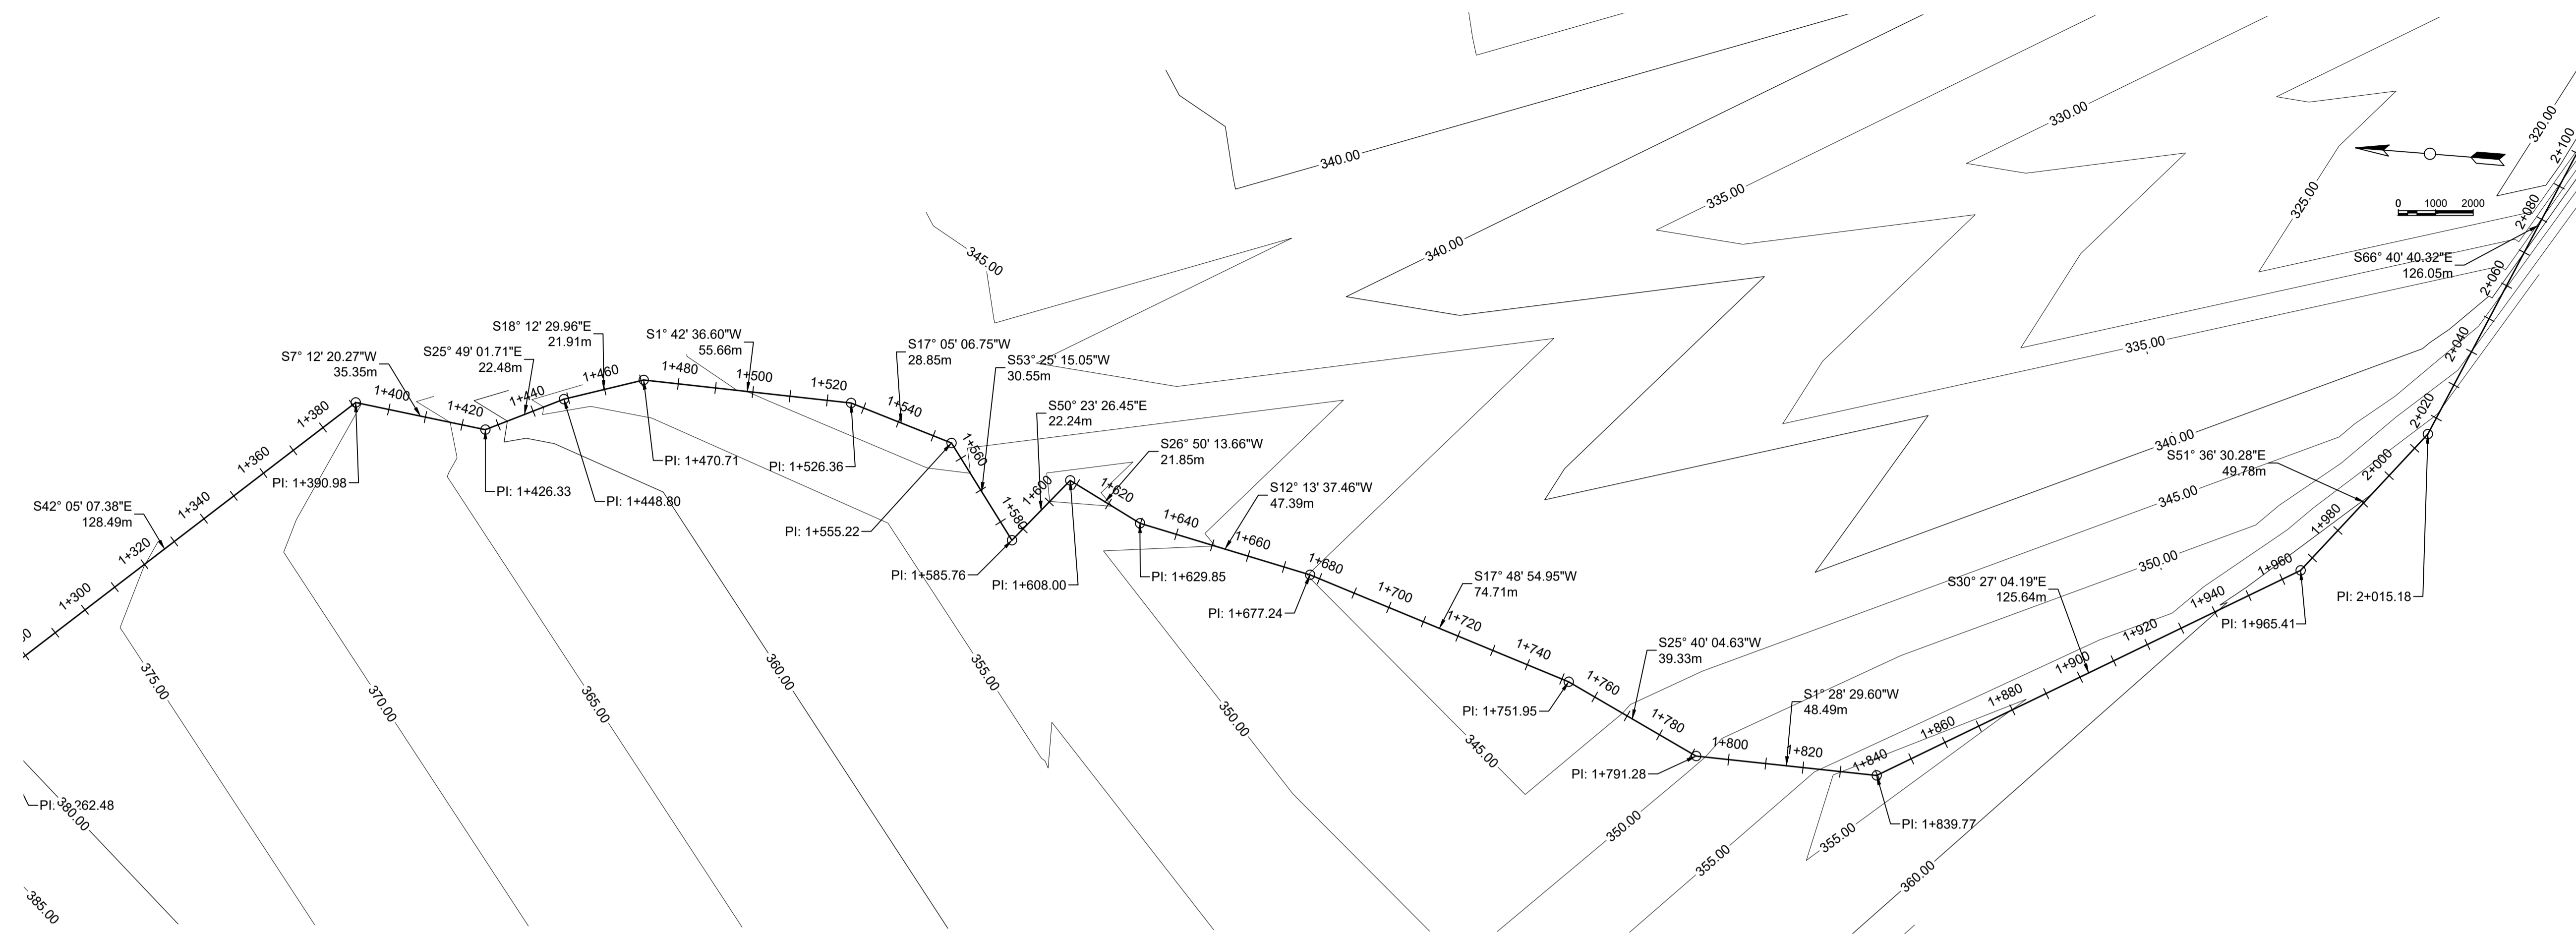 340.00
330.00
320.00
2+100
335.00
325.00
340.00
345.00
0 1000 2000
2+080
S66° 40' 40.32"E
126.05m
2+060
335.00
2+040
2+020
340.00
S51° 36' 30.28"E
49.78m
2+000
345.00
1+980
350.00
1+960
S18° 12' 29.96"E
21.91m
S1° 42' 36.60"W
55.66m
S17° 05' 06.75"W
28.85m
S7° 12' 20.27"W
35.35m
S25° 49' 01.71"E
22.48m
S53° 25' 15.05"W
30.55m
1+380
1+400
1+420
1+440
1+460
1+480
1+500
1+520
1+540
1+560
S50° 23' 26.45"E
22.24m
S26° 50' 13.66"W
21.85m
1+360
PI: 1+390.98
PI: 1+426.33
PI: 1+448.80
PI: 1+470.71
PI: 1+526.36
PI: 1+555.22
1+580
1+600
1+620
1+640
S12° 13' 37.46"W
47.39m
S42° 05' 07.38"E
128.49m
1+340
1+320
1+300
PI: 1+585.76
PI: 1+608.00
PI: 1+629.85
1+660
1+680
PI: 1+677.24
S17° 48' 54.95"W
74.71m
1+700
1+720
1+740
PI: 1+751.95
1+760
S25° 40' 04.63"W
39.33m
1+780
1+800
1+820
S1° 28' 29.60"W
48.49m
PI: 1+791.28
1+840
PI: 1+839.77
1+860
1+880
1+900
1+920
1+940
S30° 27' 04.19"E
125.64m
PI: 1+965.41
PI: 2+015.18
375.00
370.00
365.00
360.00
355.00
350.00
345.00
350.00
355.00
355.00
360.00
380.00
385.00